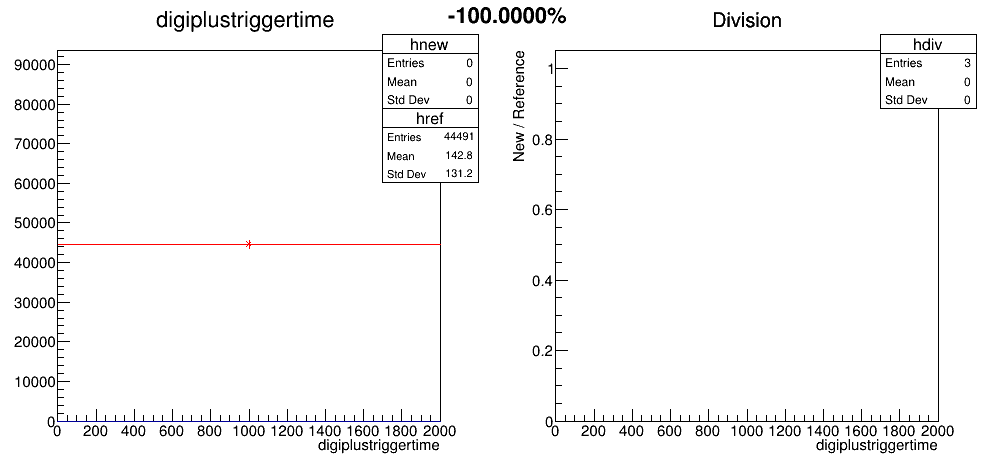 -100.0000%
digiplustriggertime
hnew
Entries 0
Mean 0
Std Dev 0
href
Entries 44491
Mean 142.8
Std Dev 131.2
90000
80000
70000
60000
50000
40000
30000
20000
10000
0
0 200 400 600 800 1000 1200 1400 1600 1800 2000
digiplustriggertime
Division
hdiv
Entries 3
Mean 0
Std Dev 0
New / Reference
1
0.8
0.6
0.4
0.2
0
0 200 400 600 800 1000 1200 1400 1600 1800 2000
digiplustriggertime